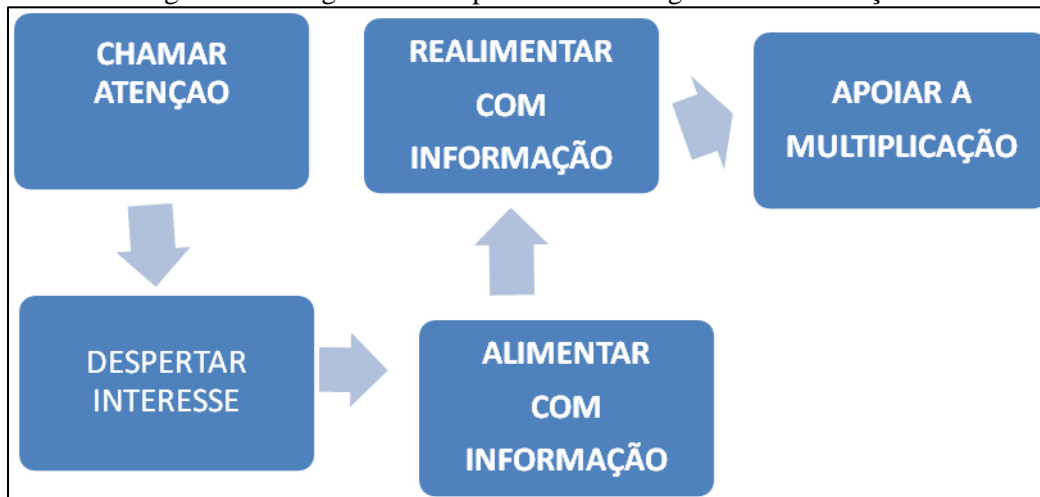 CHAMAR
ATENÇAO
DESPERTAR
INTERESSE
ALIMENTAR
COM
INFORMAÇÃO
REALIMENTAR
COM
INFORMAÇÃO
APOIAR A
MULTIPLICAÇÃO